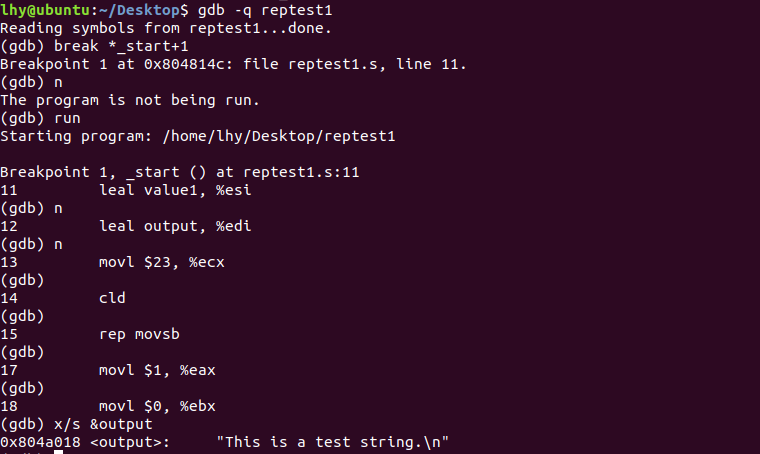 lhy@ubuntu:~/Desktop$ gdb -q reptest1
Reading symbols from reptest1...done.
(gdb) break *_start+1
Breakpoint 1 at 0x804814c: file reptest1.s, line 11.
(gdb) n
The program is not being run.
(gdb) run
Starting program: /home/lhy/Desktop/reptest1

Breakpoint 1, _start () at reptest1.s:11
11          leal value1, %esi
(gdb) n
12          leal output, %edi
(gdb) n
13          movl $23, %ecx
(gdb)
14          cld
(gdb)
15          rep movsb
(gdb)
17          movl $1, %eax
(gdb)
18          movl $0, %ebx
(gdb) x/s &output
0x804a018 <output>:     "This is a test string.\n"